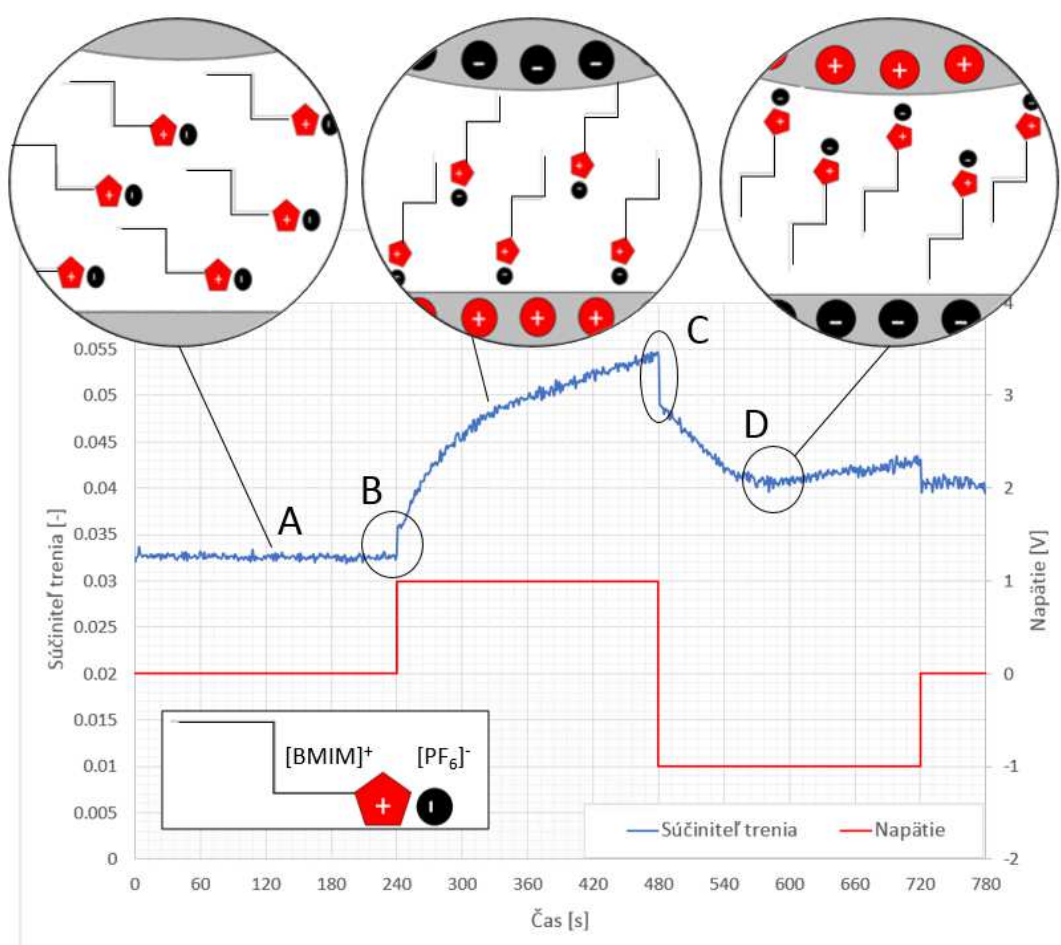 C
D
B
A
0.055
0.05
0.045
0.04
0.035
0.03
0.025
0.02
0.015
0.01
0.005
0
Súčiniteľ trenia [-]
4
3
2
1
0
-1
-2
Napätie [V]
[BMIM]+ [PF6]-
Súčiniteľ trenia Napätie
0 60 120 180 240 300 360 420 480 540 600 660 720 780
Čas [s]